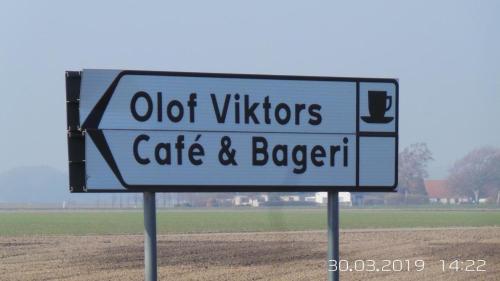 Olof Viktors
Café & Bageri
30.03.2019 14:22